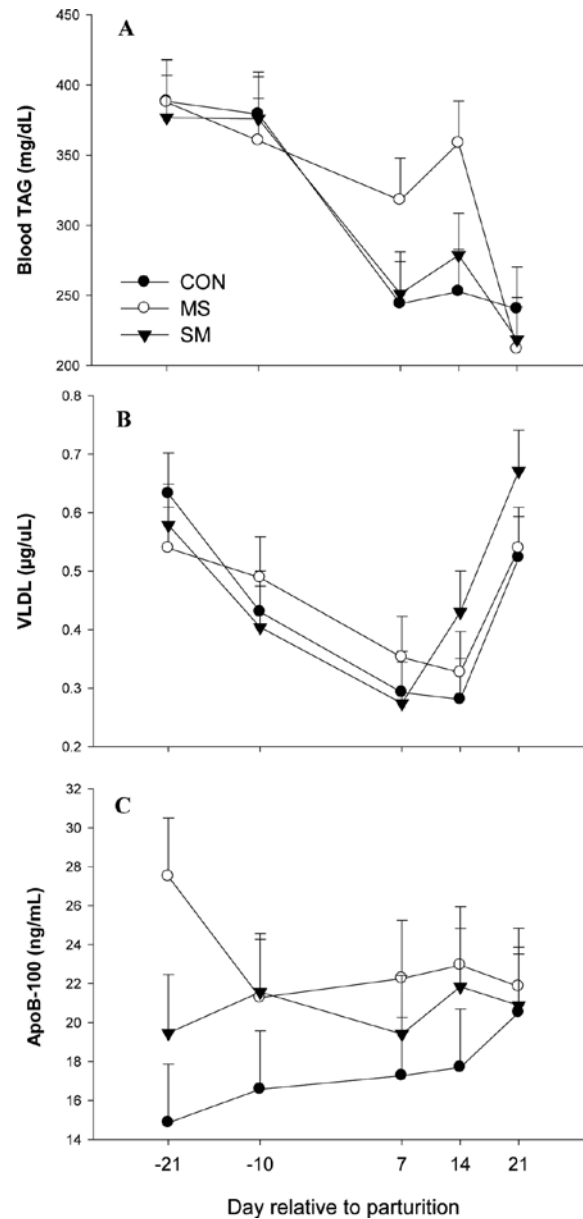 A
450
400
350
300
250
200
Blood TAG (mg/dL)
CON
MS
SM
B
0.8
0.7
0.6
0.5
0.4
0.3
0.2
VLDL (µg/uL)
C
32
30
28
26
24
22
20
18
16
14
ApoB-100 (ng/mL)
-21 -10 7 14 21
Day relative to parturition